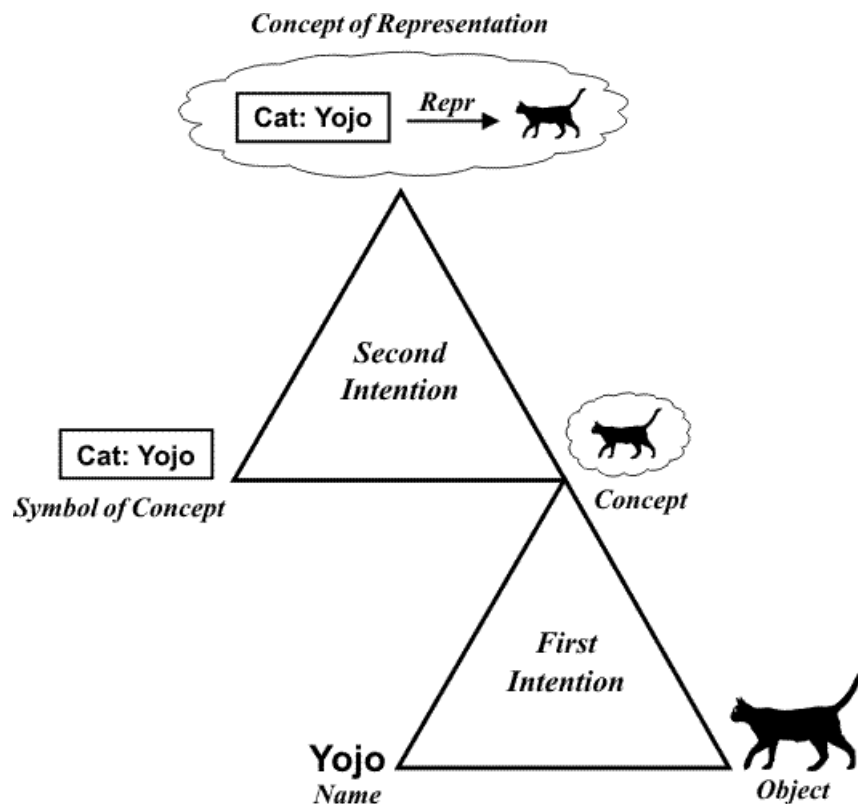 Concept of Representation
Cat: Yojo
Repr
Second
Intention
Cat: Yojo
Symbol of Concept
Concept
First
Intention
Yojo
Name
Object